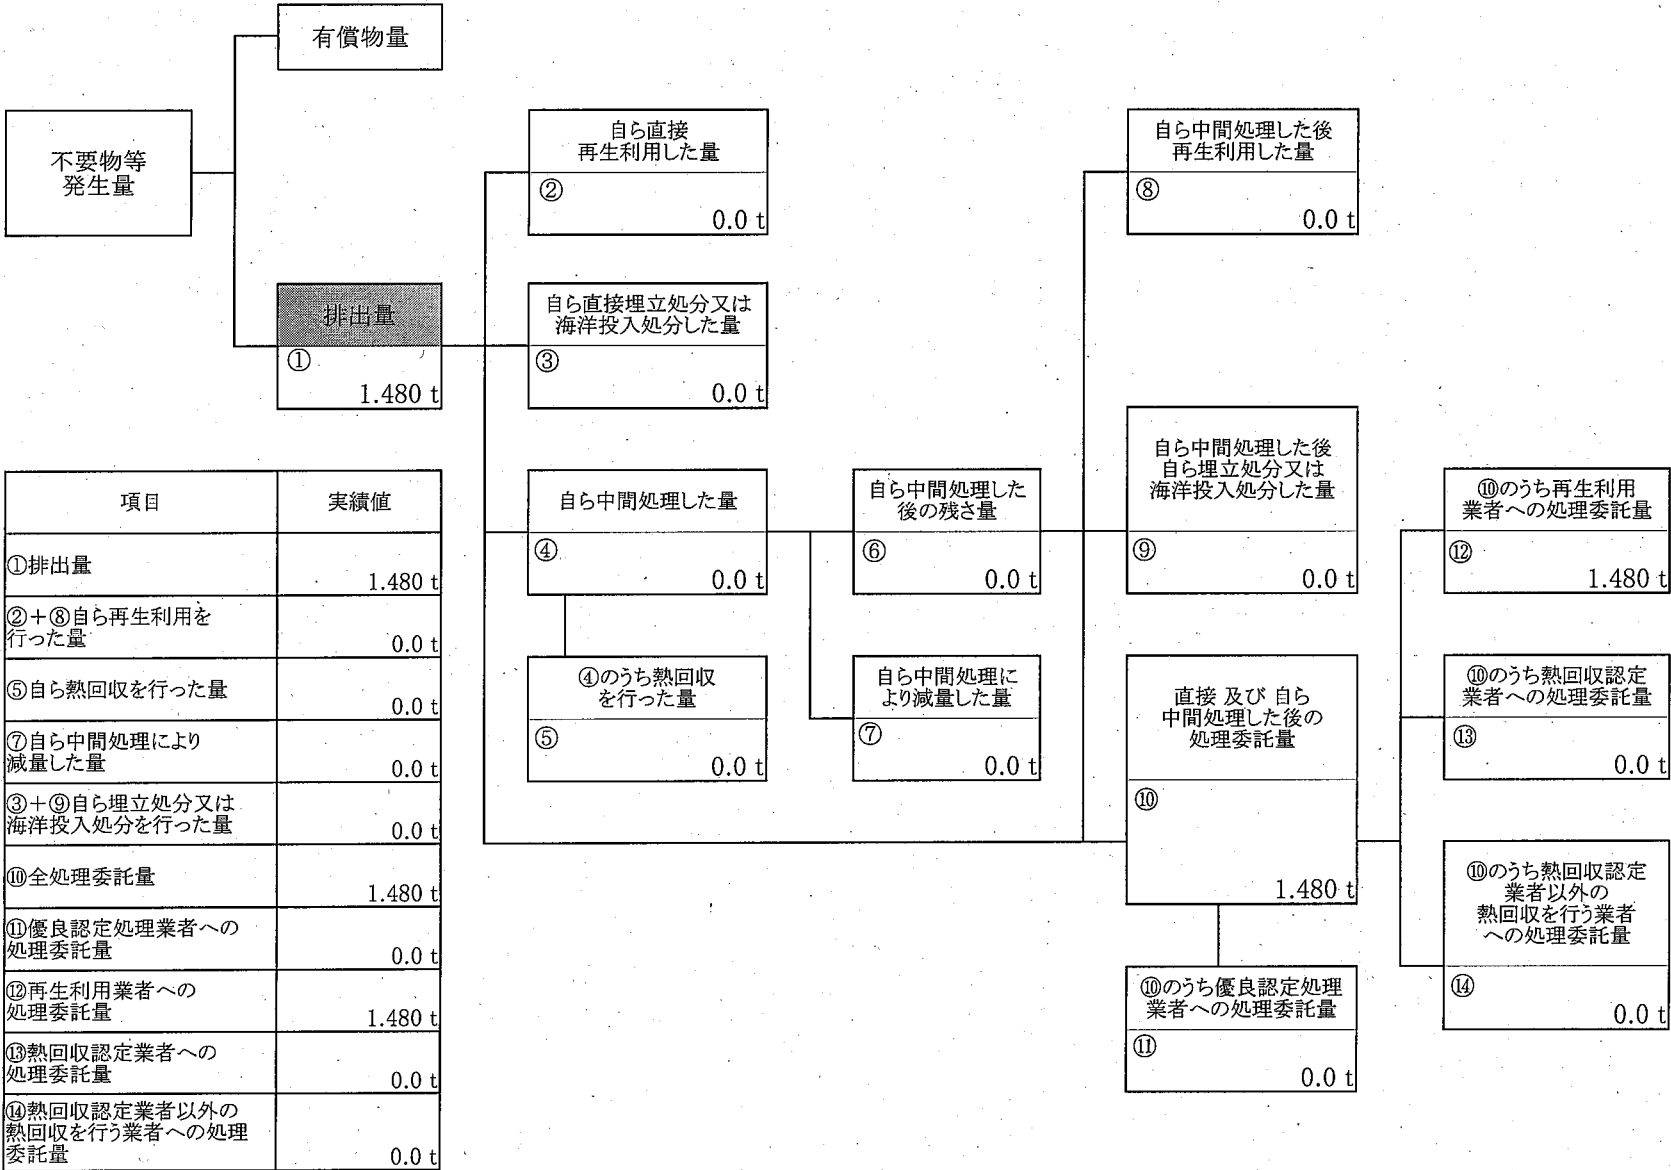 有償物量
不要物等
発生量
排出量
①
1.480 t
自ら直接
再生利用した量
②
0.0 t
自ら直接埋立処分又は
海洋投入処分した量
③
0.0 t
自ら中間処理した量
④
0.0 t
④のうち熱回収
を行った量
⑤
0.0 t
自ら中間処理した
後の残さ量
⑥
0.0 t
自ら中間処理に
より減量した量
⑦
0.0 t
自ら中間処理した後
再生利用した量
⑧
0.0 t
自ら中間処理した後
自ら埋立処分又は
海洋投入処分した量
⑨
0.0 t
直接 及び 自ら
中間処理した後の
処理委託量
⑩
1.480 t
⑩のうち優良認定処理
業者への処理委託量
⑪
0.0 t
⑩のうち再生利用
業者への処理委託量
⑫
1.480 t
⑩のうち熱回収認定
業者への処理委託量
⑬
0.0 t
⑩のうち熱回収認定
業者以外の
熱回収を行う業者
への処理委託量
⑭
0.0 t
項目 実績値
①排出量
1.480 t
②＋⑧自ら再生利用を
行った量
0.0 t
⑤自ら熱回収を行った量
0.0 t
⑦自ら中間処理により
減量した量
0.0 t
③＋⑨自ら埋立処分又は
海洋投入処分を行った量
0.0 t
⑩全処理委託量
1.480 t
⑪優良認定処理業者への
処理委託量
0.0 t
⑫再生利用業者への
処理委託量
1.480 t
⑬熱回収認定業者への
処理委託量
0.0 t
⑭熱回収認定業者以外の
熱回収を行う業者への処理
委託量
0.0 t